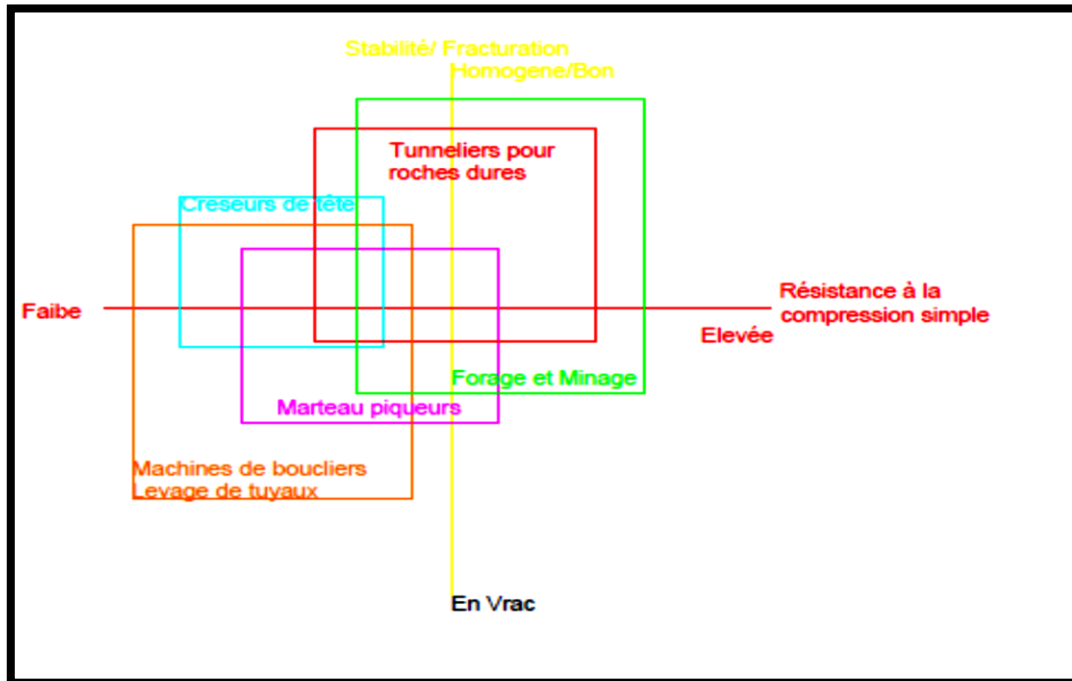 Stabilité/ Fracturation
Homogene/Bon
Tunneliers pour
roches dures
Creseurs de tête
Faibe
Résistance à la
compression simple
Elevée
Forage et Minage
Marteau piqueurs
Machines de boucliers
Levage de tuyaux
En Vrac